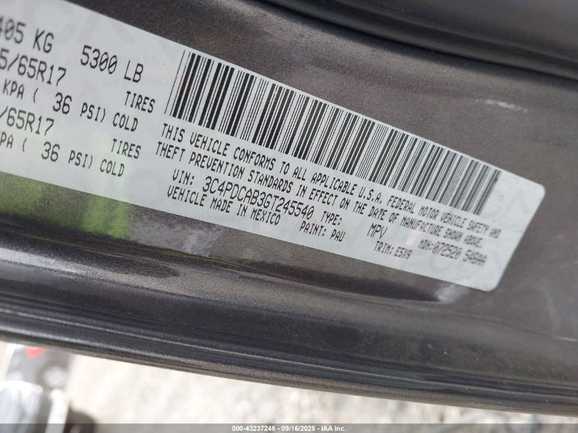 405 KG 5300 LB
5/65R17
KPA ( 36 PSI) COLD TIRES
/65R17
KPA ( 36 PSI) COLD TIRES
THIS VEHICLE CONFORMS TO ALL APPLICABLE U.S.A. FEDERAL MOTOR VEHICLE SAFETY AND
THEFT PREVENTION STANDARDS IN EFFECT ON THE DATE OF MANUFACTURE SHOWN ABOVE.
VIN: 3C4PDCAB3GT245540 TYPE: MPV
VEHICLE MADE IN MEXICO PAINT: PAU TRIM:
000-43237246 - 09/16/2025 - IAA Inc.